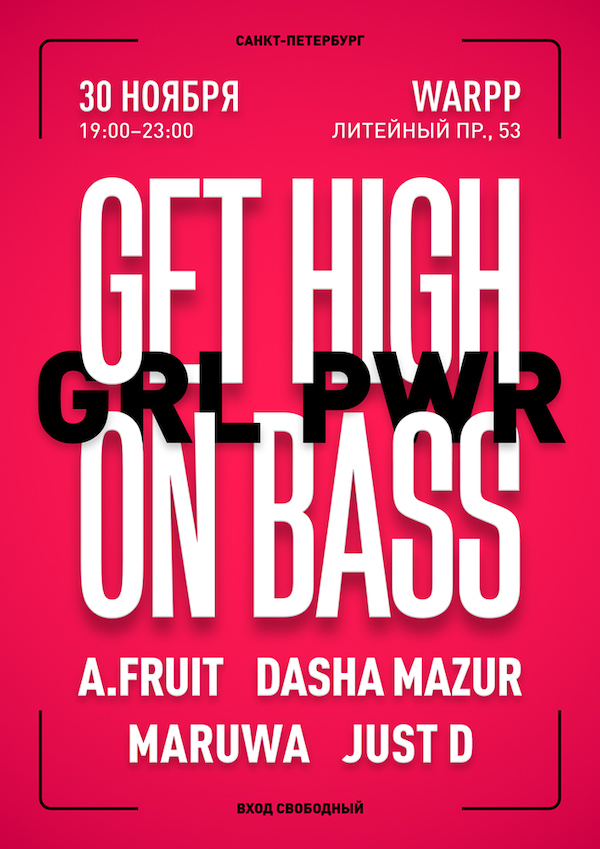 САНКТ-ПЕТЕРБУРГ
30 НОЯБРЯ
19:00–23:00
WARPP
ЛИТЕЙНЫЙ ПР., 53
GET HIGH
GRL PWR
ON BASS
A.FRUIT DASHA MAZUR
MARUWA JUST D
ВХОД СВОБОДНЫЙ